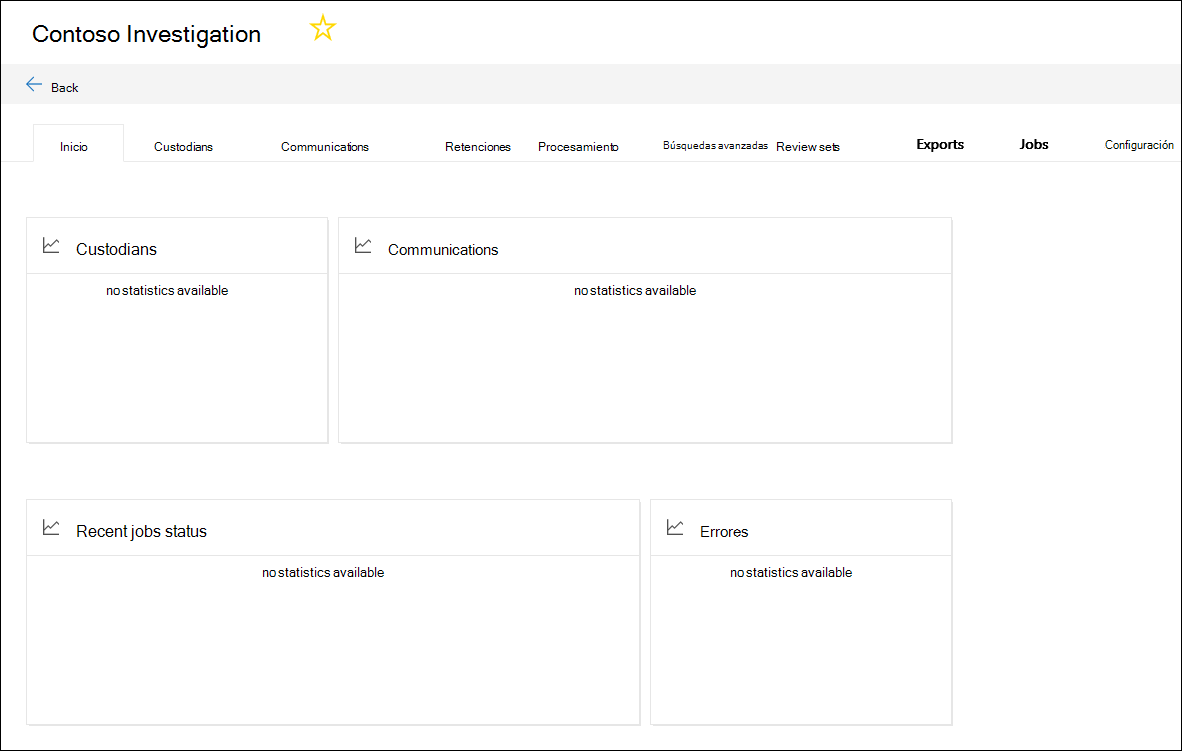 Contoso Investigation
Back
Inicio Custodians Communications Retenciones Procesamiento Búsquedas avanzadas Review sets Exports Jobs Configuración
Custodians Communications
no statistics available no statistics available
Recent jobs status Errores
no statistics available no statistics available